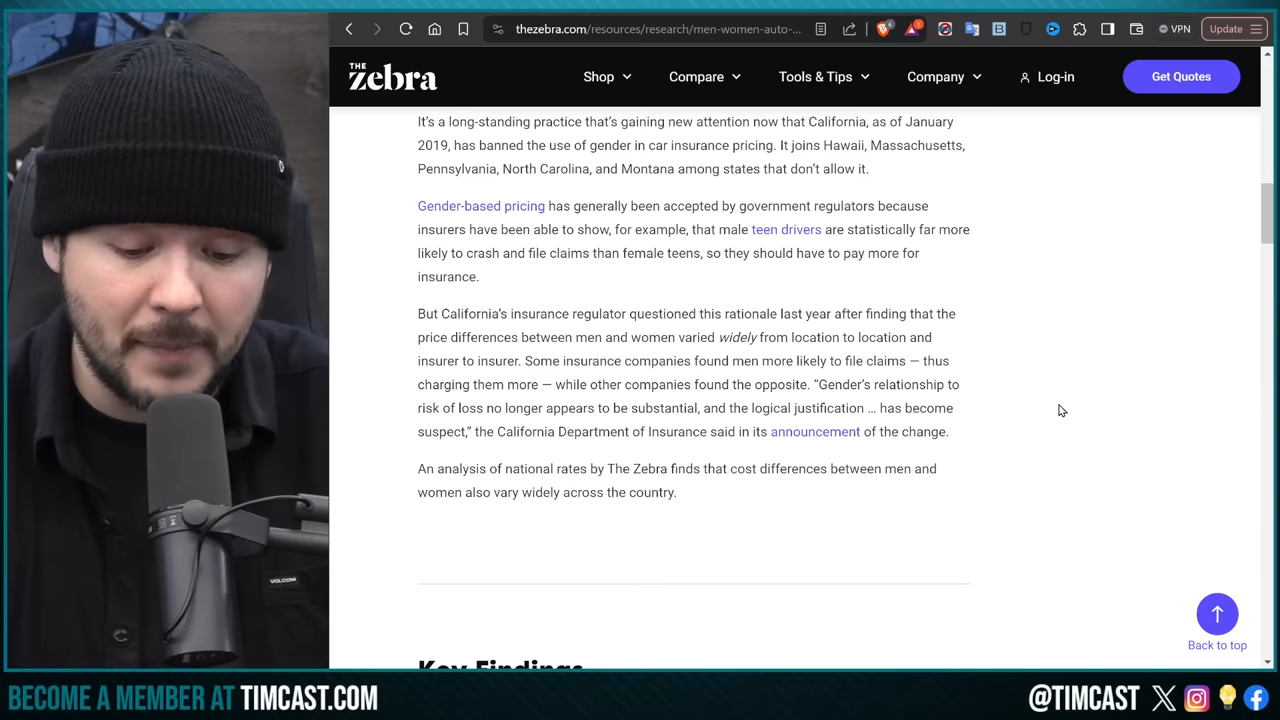 thezebra.com/resources/research/men-women-auto-...
VPN
Update
THE
zebra
Shop
Compare
Tools & Tips
Company
Log-in
Get Quotes
It's a long-standing practice that's gaining new attention now that California, as of January
2019, has banned the use of gender in car insurance pricing. It joins Hawaii, Massachusetts,
Pennsylvania, North Carolina, and Montana among states that don't allow it.
Gender-based pricing has generally been accepted by government regulators because
insurers have been able to show, for example, that male teen drivers are statistically far more
likely to crash and file claims than female teens, so they should have to pay more for
insurance.
But California's insurance regulator questioned this rationale last year after finding that the
price differences between men and women varied widely from location to location and
insurer to insurer. Some insurance companies found men more likely to file claims — thus
charging them more — while other companies found the opposite. “Gender's relationship to
risk of loss no longer appears to be substantial, and the logical justification … has become
suspect,” the California Department of Insurance said in its announcement of the change.
An analysis of national rates by The Zebra finds that cost differences between men and
women also vary widely across the country.
Back to top
Key Findings
VOLCOM
BECOME A MEMBER AT TIMCAST.COM
@TIMCAST